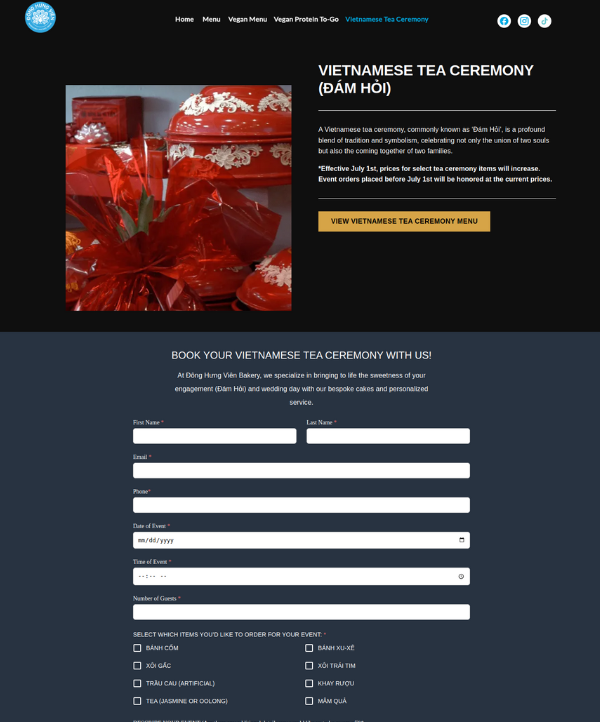 ĐÔNG HƯNG VIÊN
Home Menu Vegan Menu Vegan Protein To-Go Vietnamese Tea Ceremony
VIETNAMESE TEA CEREMONY
(ĐÁM HỎI)
A Vietnamese tea ceremony, commonly known as 'Đám Hỏi', is a profound
blend of tradition and symbolism, celebrating not only the union of two souls
but also the coming together of two families.
*Effective July 1st, prices for select tea ceremony items will increase.
Event orders placed before July 1st will be honored at the current prices.
VIEW VIETNAMESE TEA CEREMONY MENU
BOOK YOUR VIETNAMESE TEA CEREMONY WITH US!
At Đông Hưng Viên Bakery, we specialize in bringing to life the sweetness of your
engagement (Đám Hỏi) and wedding day with our bespoke cakes and personalized
service.
First Name * Last Name *
Email *
Phone*
Date of Event *
mm/dd/yyyy
Time of Event *
--:-- --
Number of Guests *
SELECT WHICH ITEMS YOU'D LIKE TO ORDER FOR YOUR EVENT: *
BÁNH CỐM BÁNH XU-XÊ
XÔI GẤC XÔI TRÁI TIM
TRẦU CAU (ARTIFICIAL) KHAY RƯỢU
TEA (JASMINE OR OOLONG) MÂM QUẢ